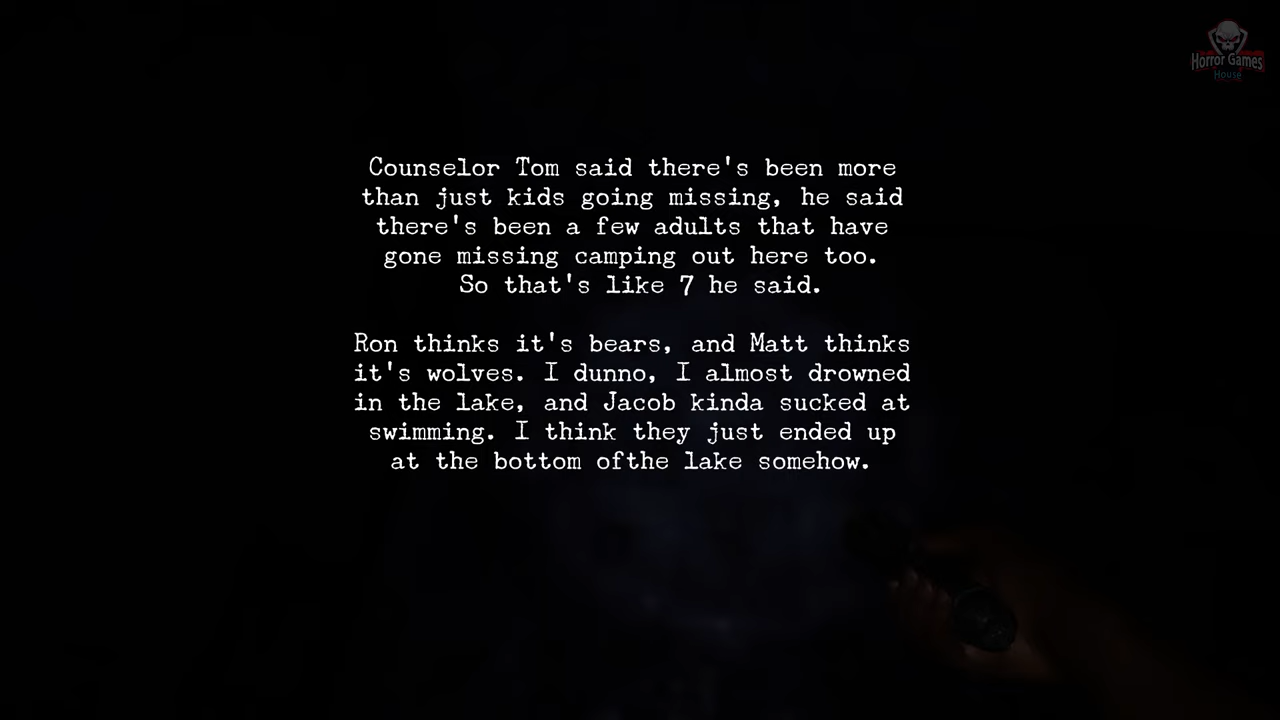 Horror Games
House
Counselor Tom said there's been more
than just kids going missing, he said
there's been a few adults that have
gone missing camping out here too.
So that's like 7 he said.
Ron thinks it's bears, and Matt thinks
it's wolves. I dunno, I almost drowned
in the lake, and Jacob kinda sucked at
swimming. I think they just ended up
at the bottom ofthe lake somehow.